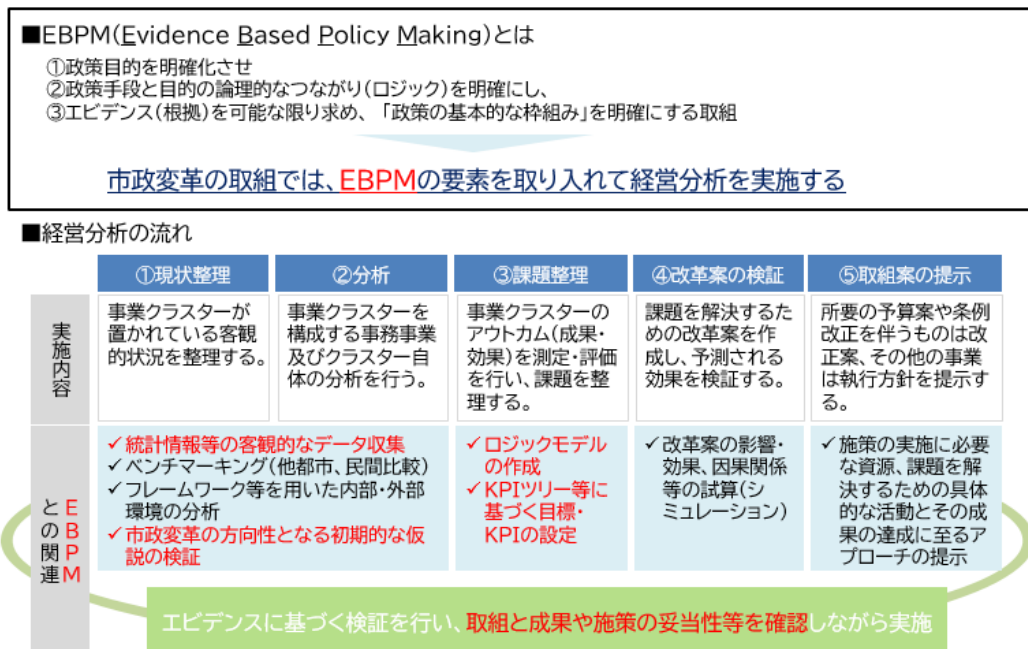 ■EBPM(Evidence Based Policy Making)とは
①政策目的を明確化させ
②政策手段と目的の論理的なつながり(ロジック)を明確にし、
③エビデンス(根拠)を可能な限り求め、「政策の基本的な枠組み」を明確にする取組
市政変革の取組では、EBPMの要素を取り入れて経営分析を実施する
■経営分析の流れ
①現状整理
②分析
③課題整理
④改革案の検証
⑤取組案の提示
実施内容
事業クラスターが
置かれている客観
的状況を整理する。
事業クラスターを
構成する事務事業
及びクラスター自
体の分析を行う。
事業クラスターの
アウトカム(成果・
効果)を測定・評価
を行い、課題を整
理する。
課題を解決するた
めの改革案を作
成し、予測される
効果を検証する。
所要の予算案や条例
改正を伴うものは改
正案、その他の事業
は執行方針を提示す
る。
EBPM
との関連
✓統計情報等の客観的なデータ収集
✓ベンチマーキング(他都市、民間比較)
✓フレームワーク等を用いた内部・外部
環境の分析
✓市政変革の方向性となる初期的な仮
説の検証
✓ロジックモデル
の作成
✓KPIツリー等に
基づく目標・
KPIの設定
✓改革案の影響・
効果、因果関係
等の試算(シ
ミュレーション)
✓施策の実施に必要
な資源、課題を解
決するための具体
的な活動とその成
果の達成に至るア
プローチの提示
エビデンスに基づく検証を行い、取組と成果や施策の妥当性等を確認しながら実施